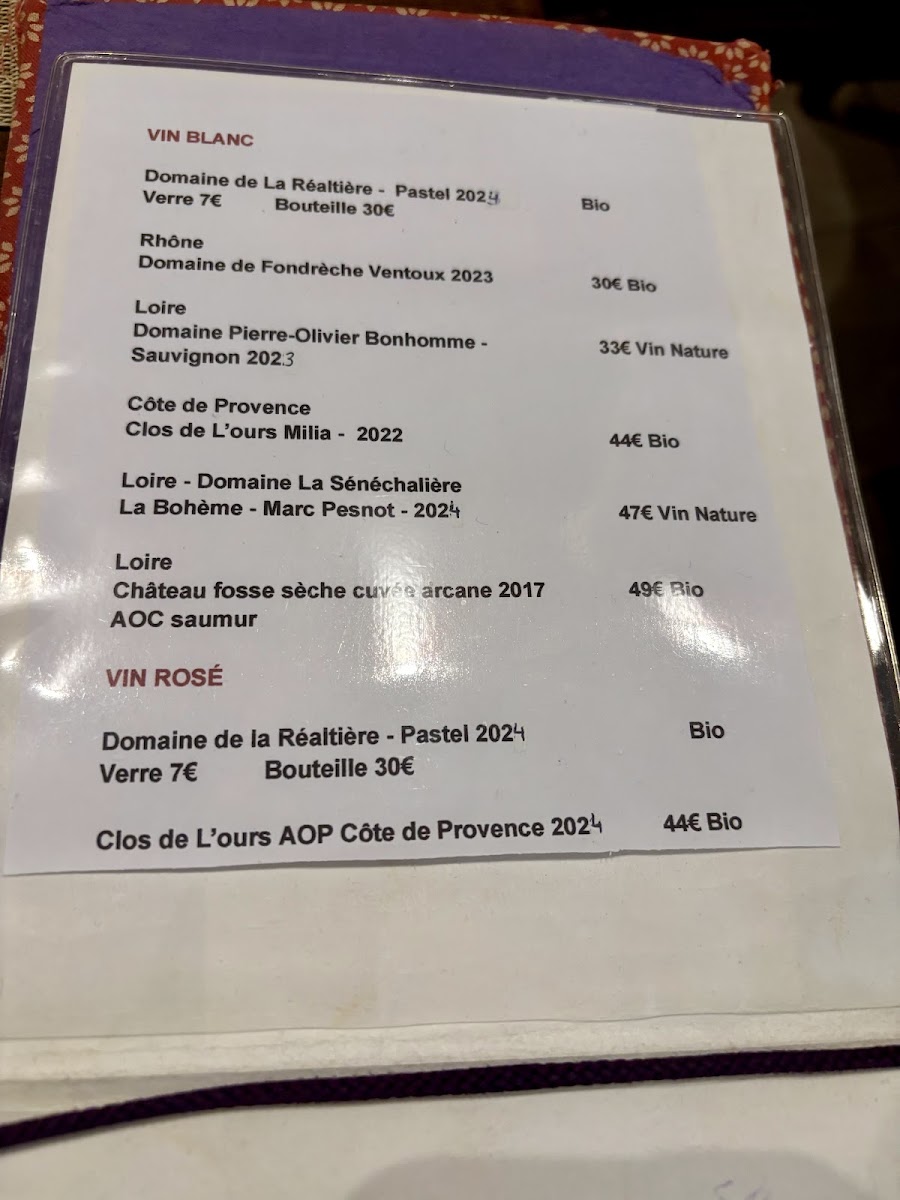 VIN BLANC
Domaine de La Réaltière - Pastel 2024
Verre 7€ Bouteille 30€ Bio
Rhône
Domaine de Fondrèche Ventoux 2023 30€ Bio
Loire
Domaine Pierre-Olivier Bonhomme -
Sauvignon 2023 33€ Vin Nature
Côte de Provence
Clos de L'ours Milia - 2022 44€ Bio
Loire - Domaine La Sénéchalière
La Bohème - Marc Pesnot - 2024 47€ Vin Nature
Loire
Château fosse sèche cuvée arcane 2017 49€ Bio
AOC saumur
VIN ROSÉ
Domaine de la Réaltière - Pastel 2024 Bio
Verre 7€ Bouteille 30€
Clos de L'ours AOP Côte de Provence 2024 44€ Bio